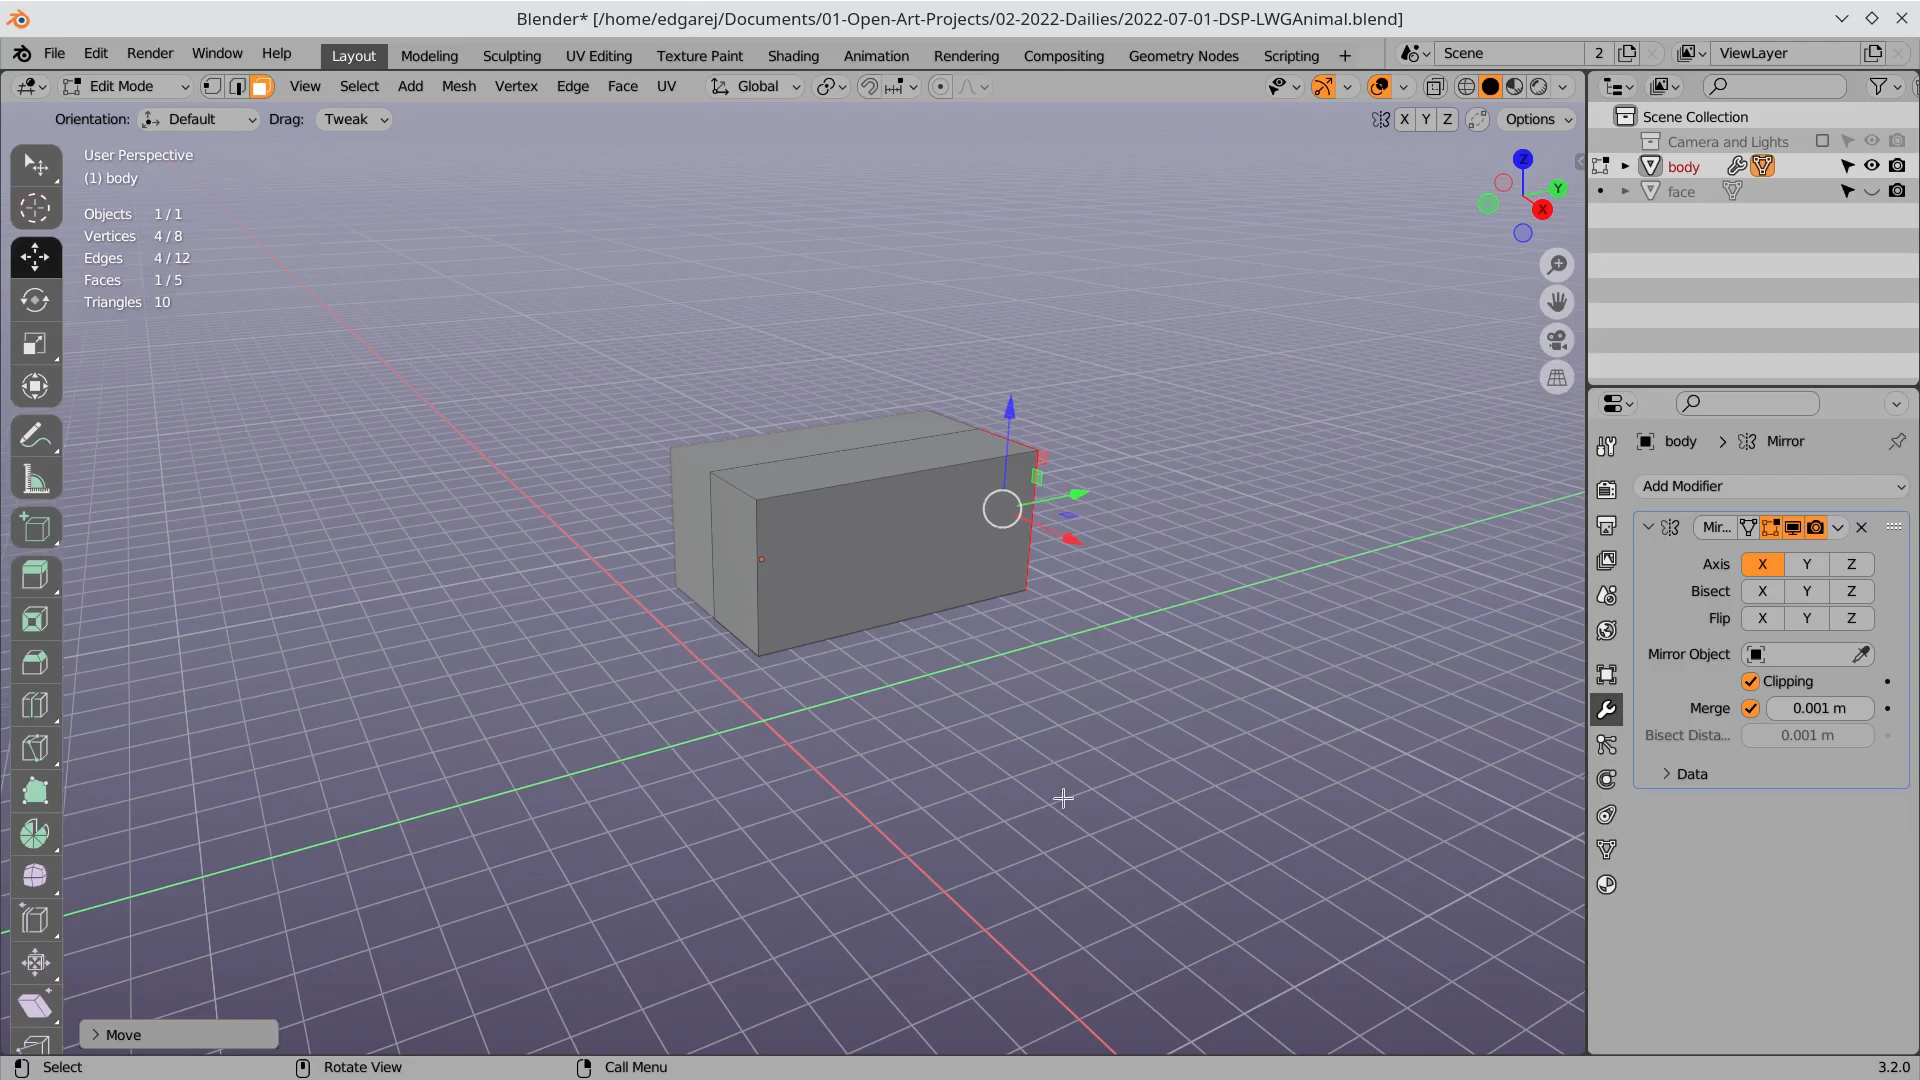 Blender* [/home/edgarej/Documents/01-Open-Art-Projects/02-2022-Dailies/2022-07-01-DSP-LWGAnimal.blend]
File Edit Render Window Help Layout Modeling Sculpting UV Editing Texture Paint Shading Animation Rendering Compositing Geometry Nodes Scripting + Scene 2 ViewLayer
Edit Mode View Select Add Mesh Vertex Edge Face UV Global
Orientation: Default Drag: Tweak X Y Z Options
User Perspective
(1) body
Objects 1/1
Vertices 4/8
Edges 4/12
Faces 1/5
Triangles 10
Z
Y
X
Scene Collection
Camera and Lights
body
face
body > Mirror
Add Modifier
Mir...
Axis X Y Z
Bisect X Y Z
Flip X Y Z
Mirror Object
Clipping
Merge 0.001 m
Bisect Dista... 0.001 m
> Data
> Move
Select Rotate View Call Menu 3.2.0